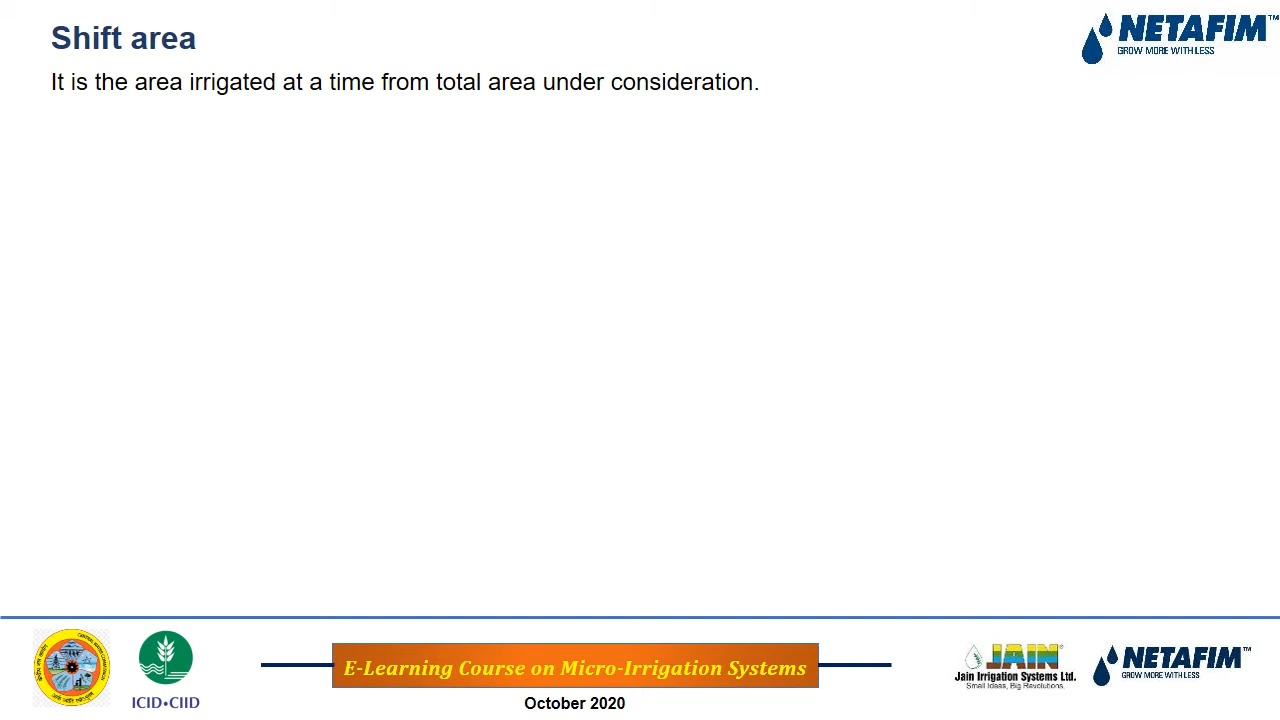 Shift area
NETAFIM™
GROW MORE WITH LESS
It is the area irrigated at a time from total area under consideration.
ICID•CIID
E-Learning Course on Micro-Irrigation Systems
October 2020
JAIN®
Jain Irrigation Systems Ltd.
Small Ideas, Big Revolutions.
NETAFIM™
GROW MORE WITH LESS